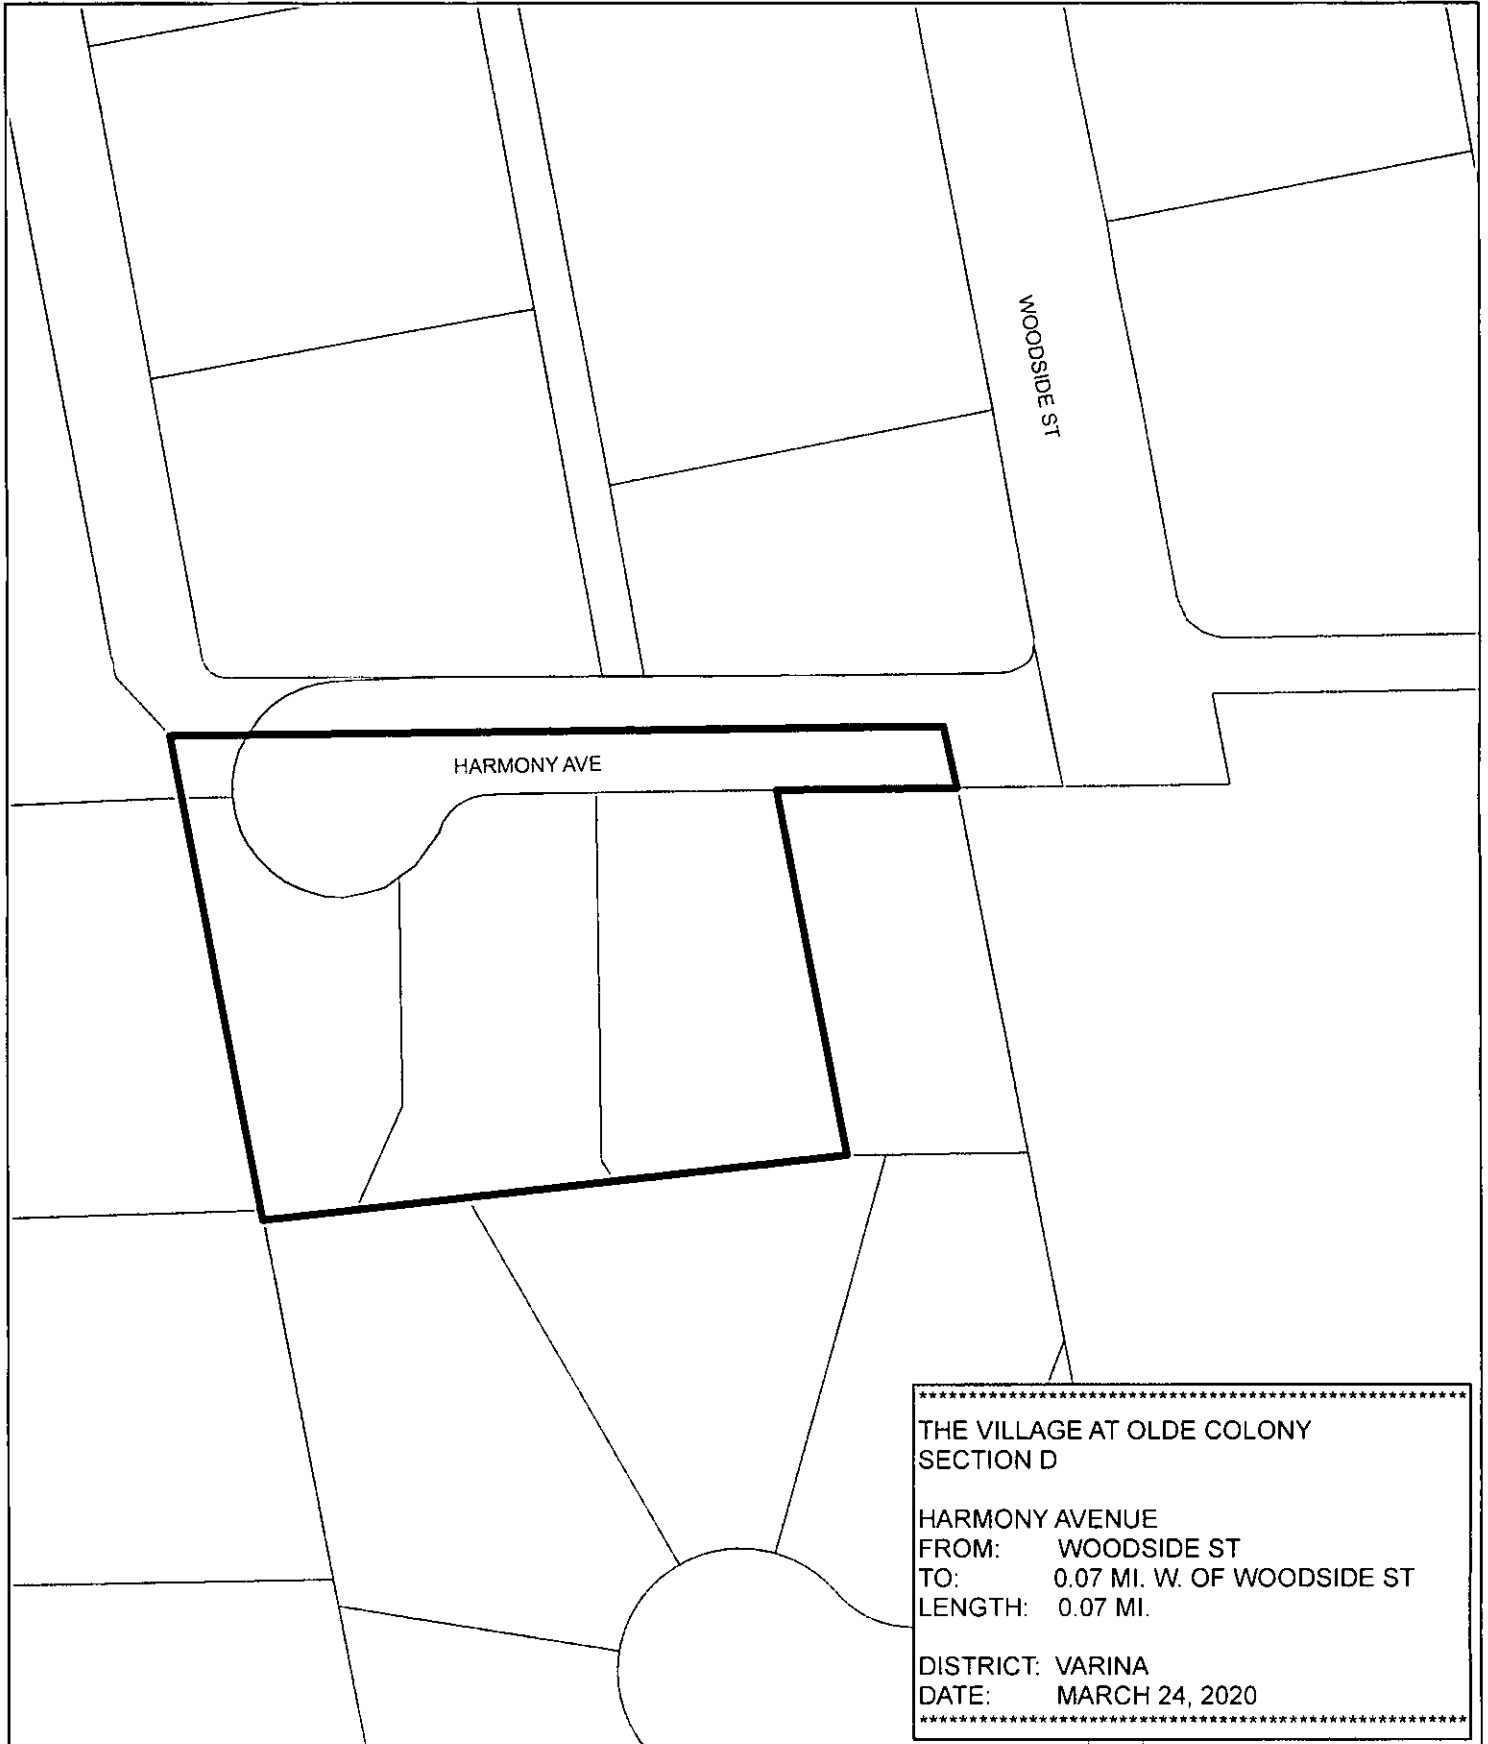 WOODSIDE ST
HARMONY AVE
************************************************************
THE VILLAGE AT OLDE COLONY
SECTION D
HARMONY AVENUE
FROM: WOODSIDE ST
TO: 0.07 MI. W. OF WOODSIDE ST
LENGTH: 0.07 MI.
DISTRICT: VARINA
DATE: MARCH 24, 2020
************************************************************